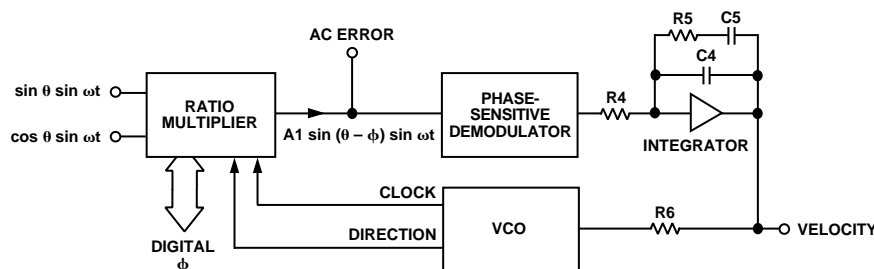 AC ERROR
R5
C5
C4
sin θ sin ωt
cos θ sin ωt
RATIO
MULTIPLIER
A1 sin (θ – ϕ) sin ωt
PHASE-
SENSITIVE
DEMODULATOR
R4
INTEGRATOR
CLOCK
DIRECTION
VCO
R6
VELOCITY
DIGITAL
ϕ